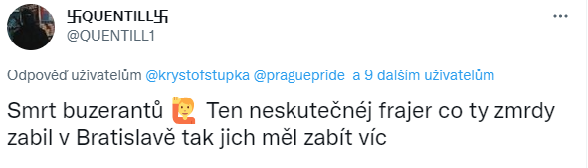 卐QUENTILL卐
@QUENTILL1
Odpověď uživatelům @krystofstupka @praguepride a 9 dalším uživatelům
Smrt buzerantů 🙋‍♂️ Ten neskutečnéj frajer co ty zmrdy
zabil v Bratislavě tak jich měl zabít víc